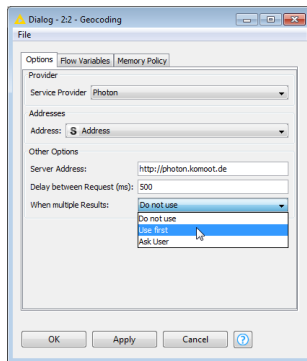 Dialog - 2:2 - Geocoding
File
Options Flow Variables Memory Policy
Provider
Service Provider Photon
Addresses
Address: S Address
Other Options
Server Address: http://photon.komoot.de
Delay between Request (ms): 500
When multiple Results: Do not use
Do not use
Use first
Ask User
OK Apply Cancel ?